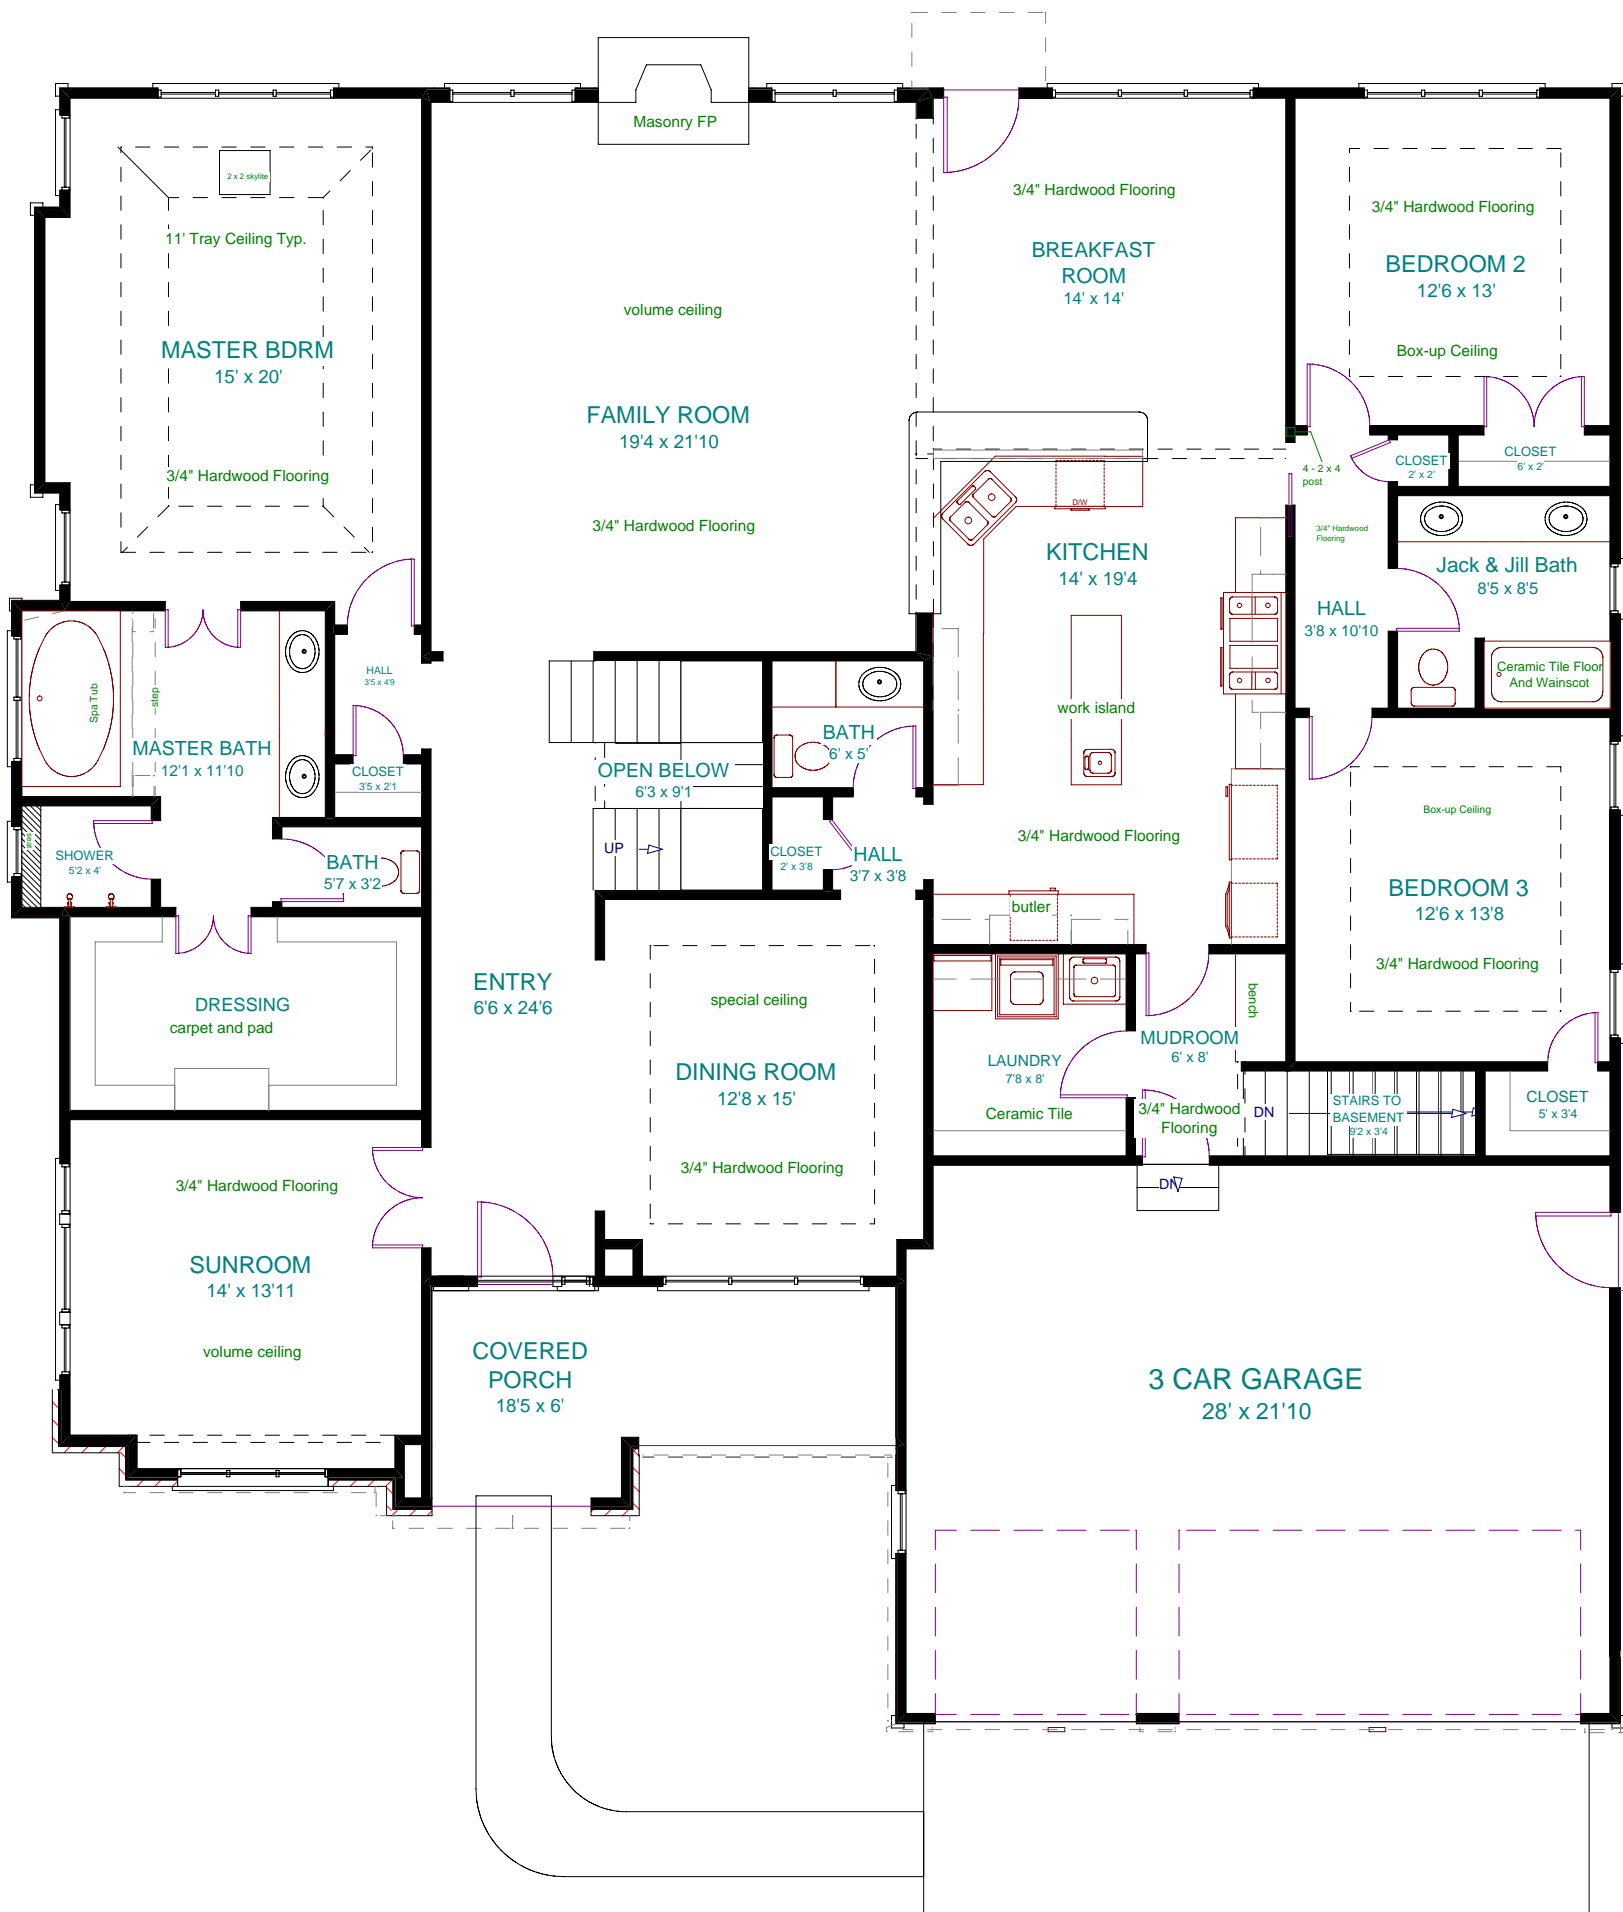 Masonry FP
2 x 2 skylite
11' Tray Ceiling Typ.
MASTER BDRM
15' x 20'
3/4" Hardwood Flooring
volume ceiling
FAMILY ROOM
19'4 x 21'10
3/4" Hardwood Flooring
3/4" Hardwood Flooring
BREAKFAST
ROOM
14' x 14'
3/4" Hardwood Flooring
BEDROOM 2
12'6 x 13'
Box-up Ceiling
CLOSET
2' x 2'
CLOSET
6' x 2'
4 - 2 x 4
post
D/W
KITCHEN
14' x 19'4
3/4" Hardwood
Flooring
Jack & Jill Bath
8'5 x 8'5
HALL
3'8 x 10'10
Ceramic Tile Floor
And Wainscot
work island
3/4" Hardwood Flooring
butler
HALL
3'5 x 4'9
Spa Tub
step
MASTER BATH
12'1 x 11'10
CLOSET
3'5 x 2'1
OPEN BELOW
6'3 x 9'1
UP
BATH
6' x 5'
CLOSET
2' x 3'8
HALL
3'7 x 3'8
seat
SHOWER
5'2 x 4'
BATH
5'7 x 3'2
Box-up Ceiling
BEDROOM 3
12'6 x 13'8
3/4" Hardwood Flooring
DRESSING
carpet and pad
ENTRY
6'6 x 24'6
special ceiling
DINING ROOM
12'8 x 15'
3/4" Hardwood Flooring
LAUNDRY
7'8 x 8'
Ceramic Tile
bench
MUDROOM
6' x 8'
3/4" Hardwood
Flooring
DN
STAIRS TO
BASEMENT
9'2 x 3'4
CLOSET
5' x 3'4
DN
3/4" Hardwood Flooring
SUNROOM
14' x 13'11
volume ceiling
COVERED
PORCH
18'5 x 6'
3 CAR GARAGE
28' x 21'10